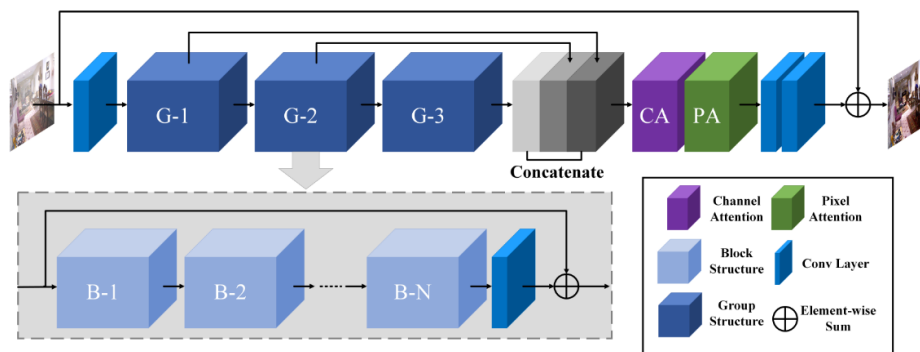 G-1
G-2
G-3
CA
PA
Concatenate
B-1
B-2
B-N
Channel
Attention
Pixel
Attention
Block
Structure
Conv Layer
Group
Structure
Element-wise
Sum